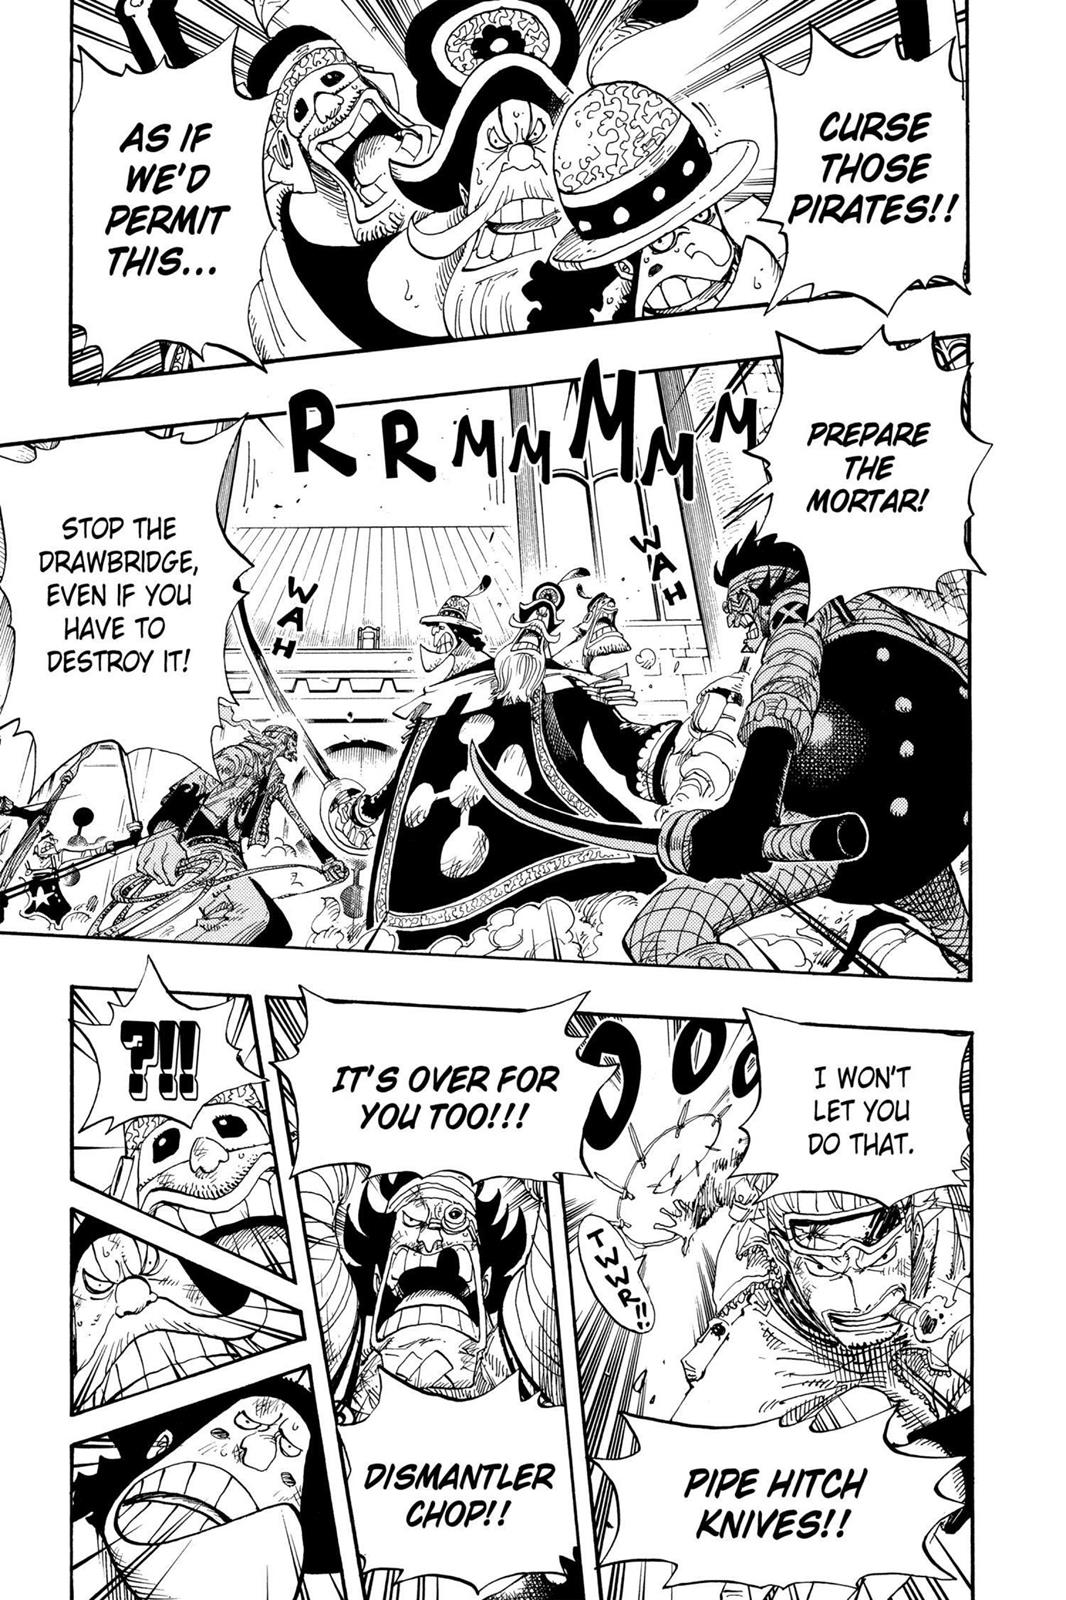 CURSE
THOSE
PIRATES!!
AS IF
WE'D
PERMIT
THIS...
PREPARE
THE
MORTAR!
RRMMMMMM
WAH
WAH
STOP THE
DRAWBRIDGE,
EVEN IF YOU
HAVE TO
DESTROY IT!
I WON'T
LET YOU
DO THAT.
OOO
TWWR!!
PIPE HITCH
KNIVES!!
IT'S OVER FOR
YOU TOO!!!
DISMANTLER
CHOP!!
?!!